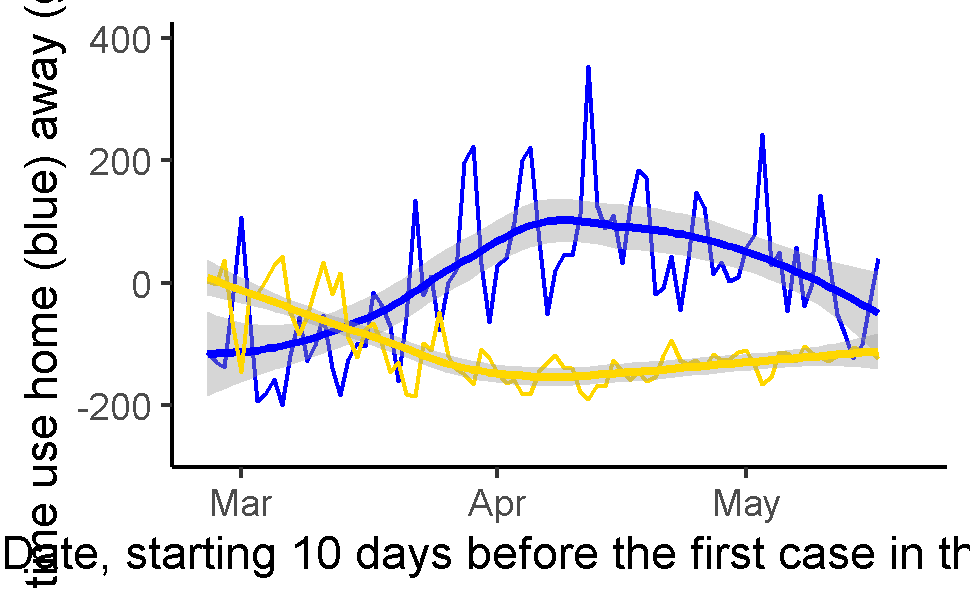 time use home (blue) away (
400
200
0
-200
Mar Apr May
Date, starting 10 days before the first case in th